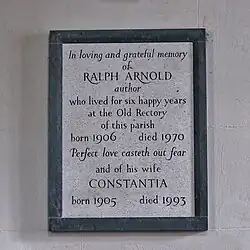 In loving and grateful memory
of
RALPH ARNOLD
author
who lived for six happy years
at the Old Rectory
of this parish
born 1906 died 1970
Perfect love casteth out fear
and of his wife
CONSTANTIA
born 1905 died 1993